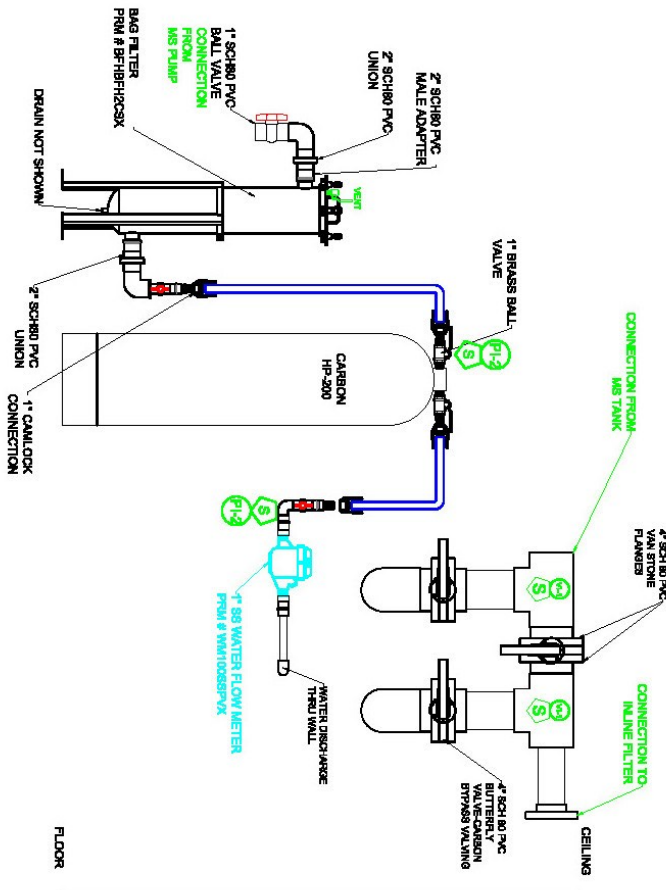 1" SCH80 PVC
BALL VALVE
CONNECTION
FROM
MS PUMP
2" SCH80 PVC
UNION
2" SCH80 PVC
MALE ADAPTER
BAG FILTER
PRM # BFHBFH2CSX
DRAIN NOT SHOWN
VENT
2" SCH80 PVC
UNION
1" CAMLOCK
CONNECTION
1" BRASS BALL
VALVE
PI-2
S
CARBON
HP-200
PI-2
S
1" SS WATER FLOW METER
PRM # WM100SSPVX
WATER DISCHARGE
THRU WALL
CONNECTION FROM
MS TANK
4" SCH 80 PVC
VAN STONE
FLANGES
S
S
CONNECTION TO
INLINE FILTER
4" SCH 80 PVC
BUTTERFLY
VALVE-CARBON
BYPASS VALVING
CEILING
FLOOR